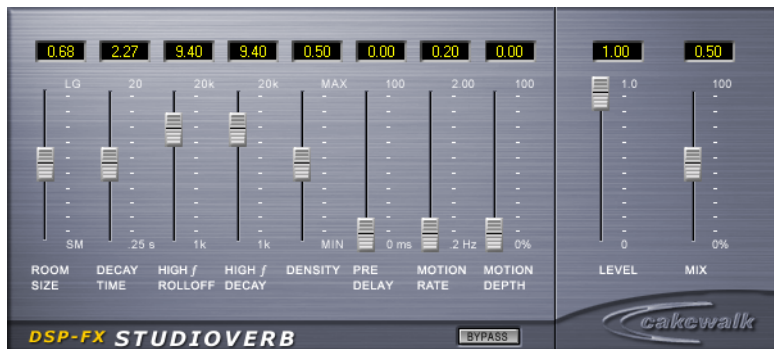 0.68 2.27 9.40 9.40 0.50 0.00 0.20 0.00 1.00 0.50
LG 20 20k 20k MAX 100 2.00 100 1.0 100
SM .25 s 1k 1k MIN 0 ms .2 Hz 0% 0 0%
ROOM SIZE
DECAY TIME
HIGH ƒ ROLLOFF
HIGH ƒ DECAY
DENSITY
PRE DELAY
MOTION RATE
MOTION DEPTH
LEVEL
MIX
DSP-FX STUDIOVERB
BYPASS
cakewalk